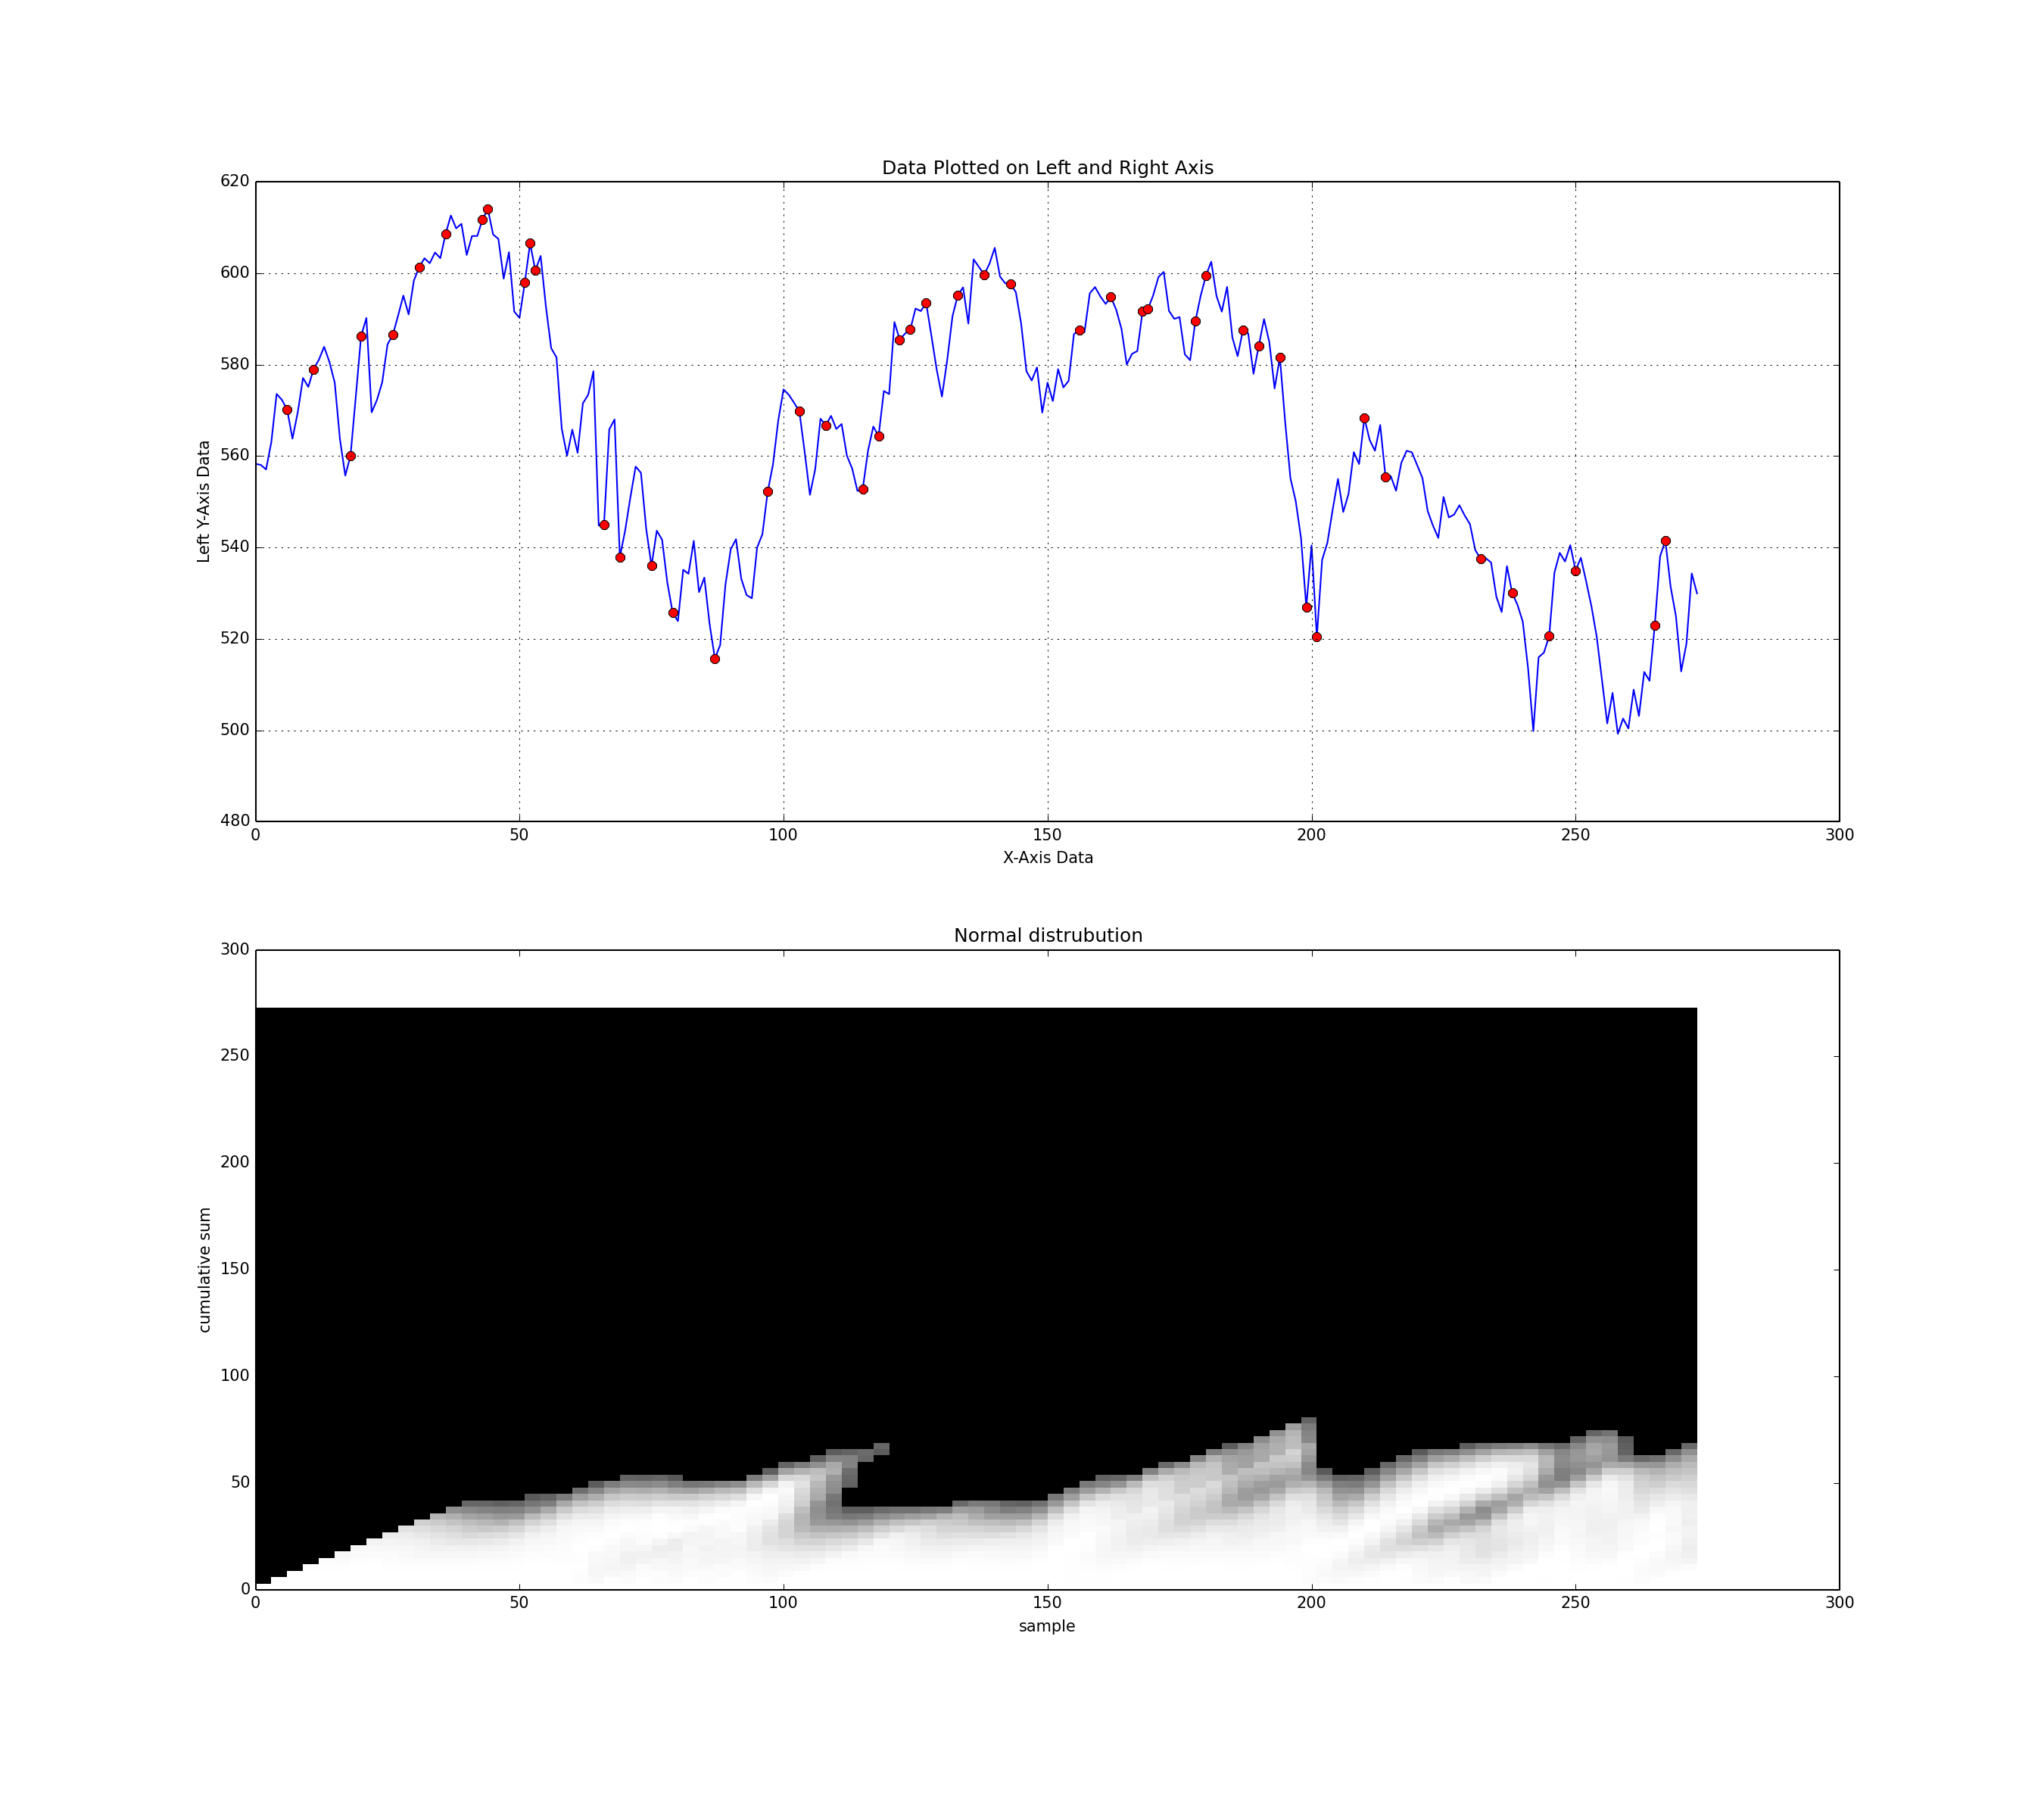 Data Plotted on Left and Right Axis
620
600
580
560
540
520
500
480
Left Y-Axis Data
0 50 100 150 200 250 300
X-Axis Data
Normal distrubution
300
250
200
150
100
50
0
cumulative sum
0 50 100 150 200 250 300
sample